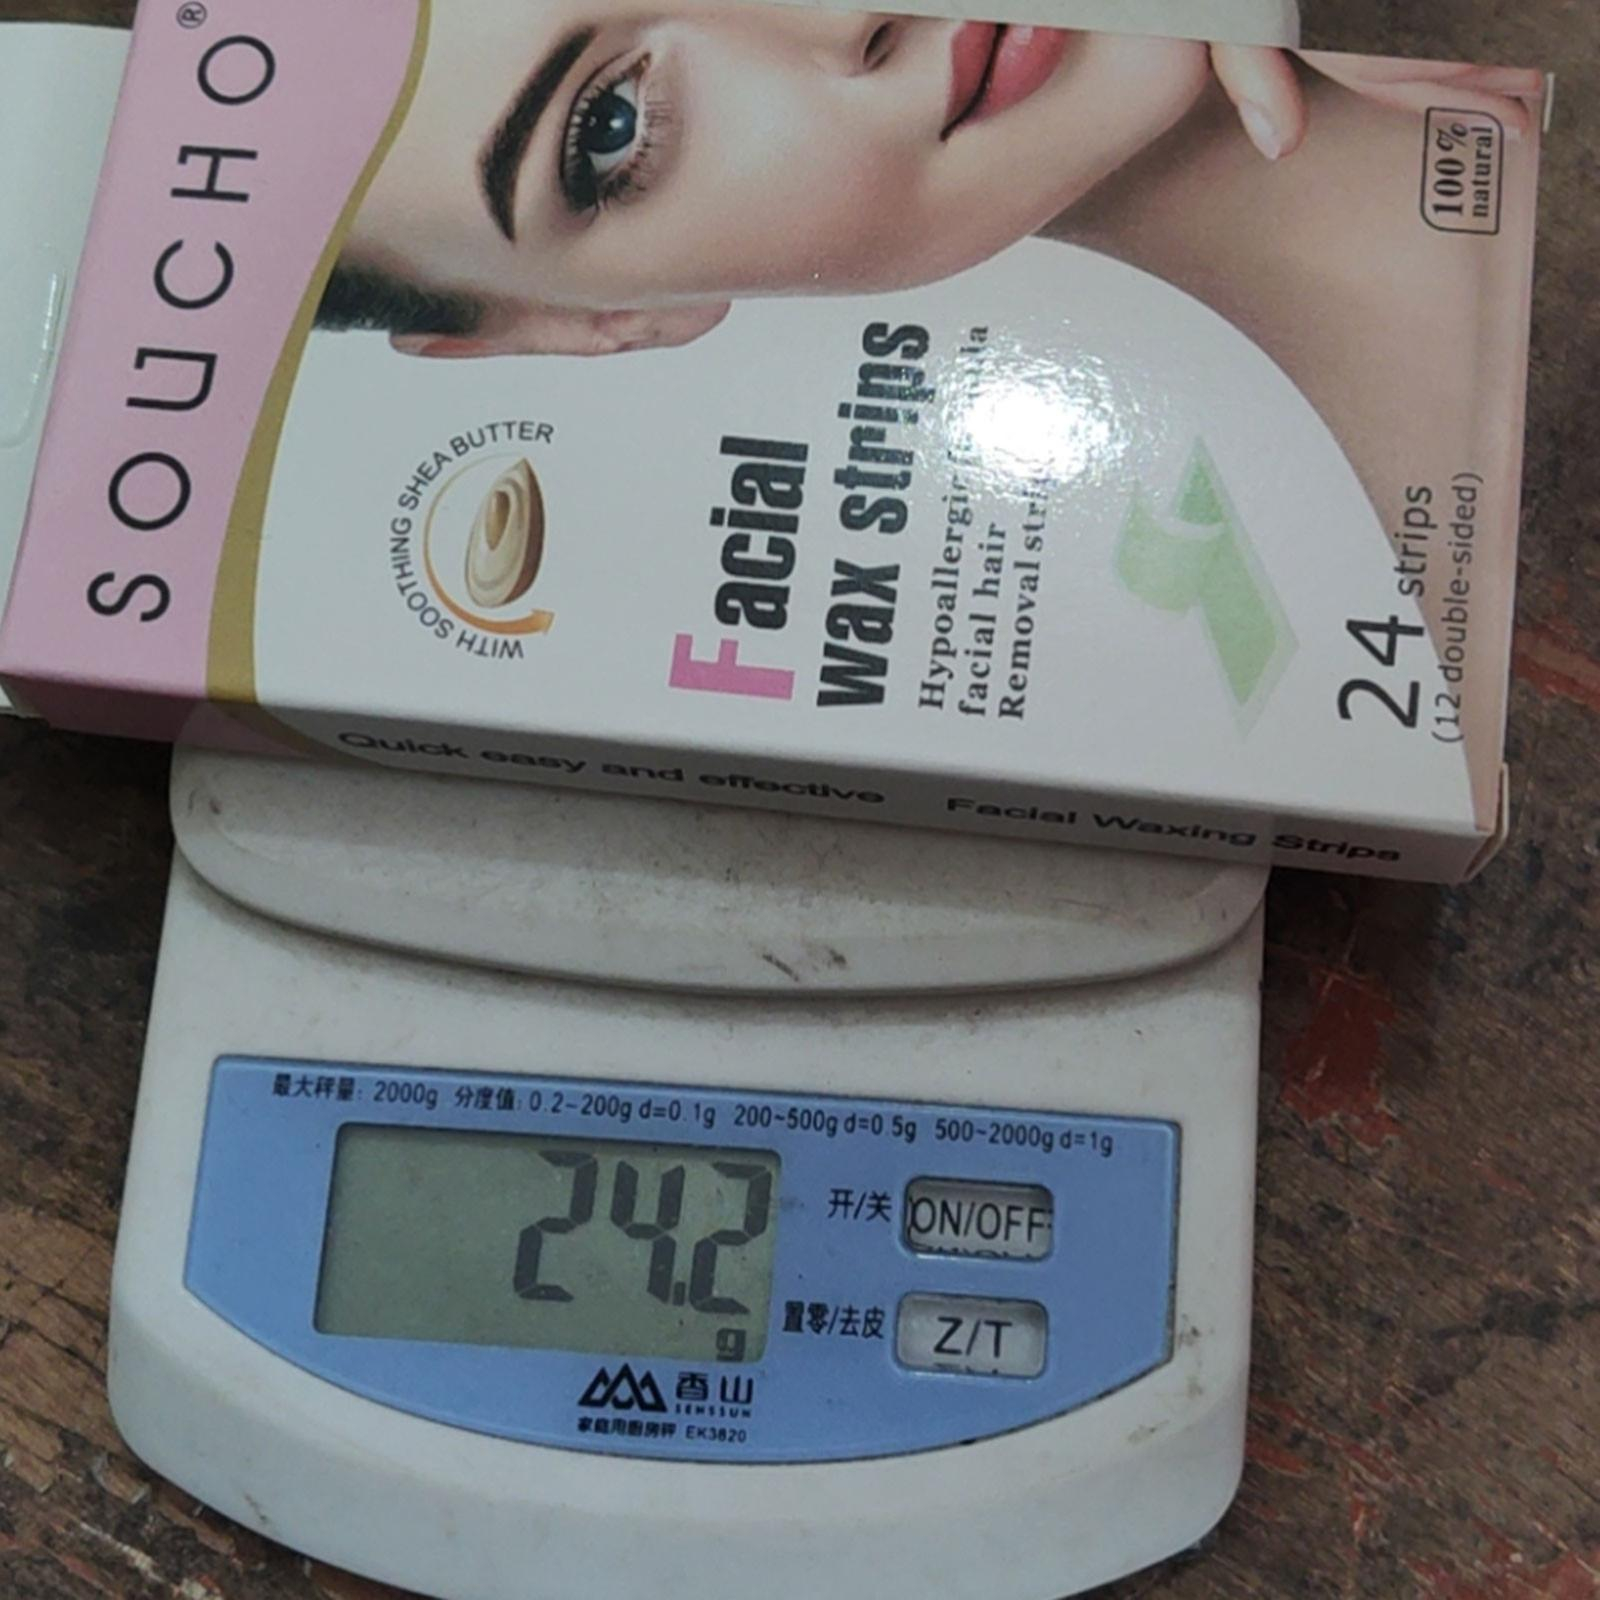 SOUCHO®
WITH SOOTHING SHEA BUTTER
Facial
wax strips
Hypoallergic
facial hair
Removal
100%
natural
24 strips
(12 double-sided)
Quick easy and effective Facial Waxing Strips
最大秤量: 2000g 分度值: 0.2-200g d=0.1g 200~500g d=0.5g 500~2000g d=1g
24.2
g
开/关 ON/OFF
置零/去皮 Z/T
香山
SENSSUN
家庭用厨房秤 EK3820